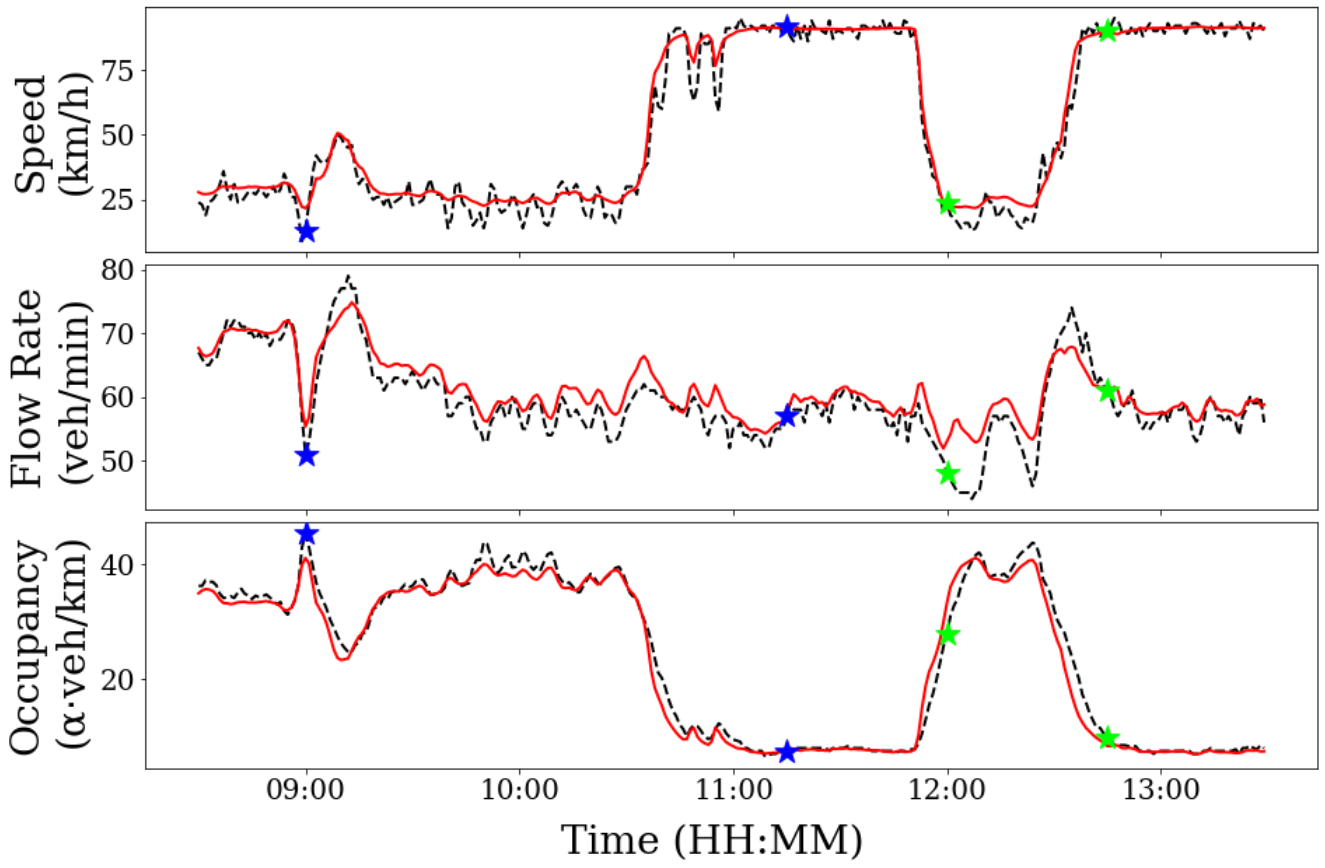 Speed
(km/h)
75
50
25
Flow Rate
(veh/min)
80
70
60
50
Occupancy
(α·veh/km)
40
20
09:00
10:00
11:00
12:00
13:00
Time (HH:MM)